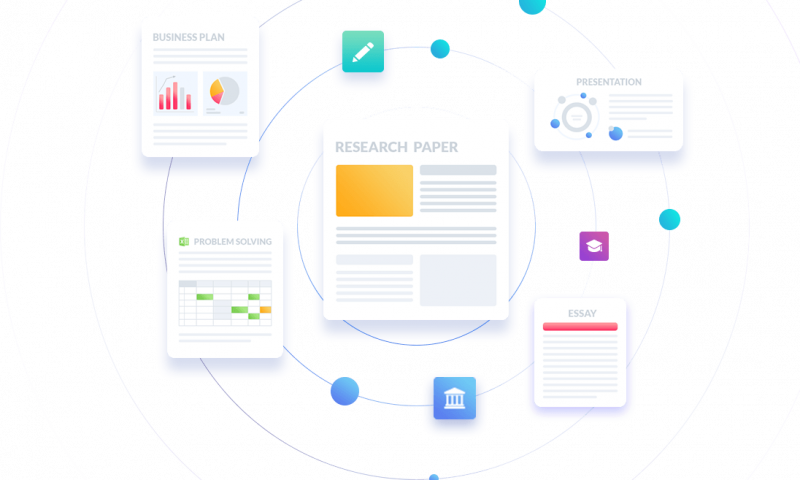 BUSINESS PLAN
PRESENTATION
RESEARCH PAPER
PROBLEM SOLVING
ESSAY